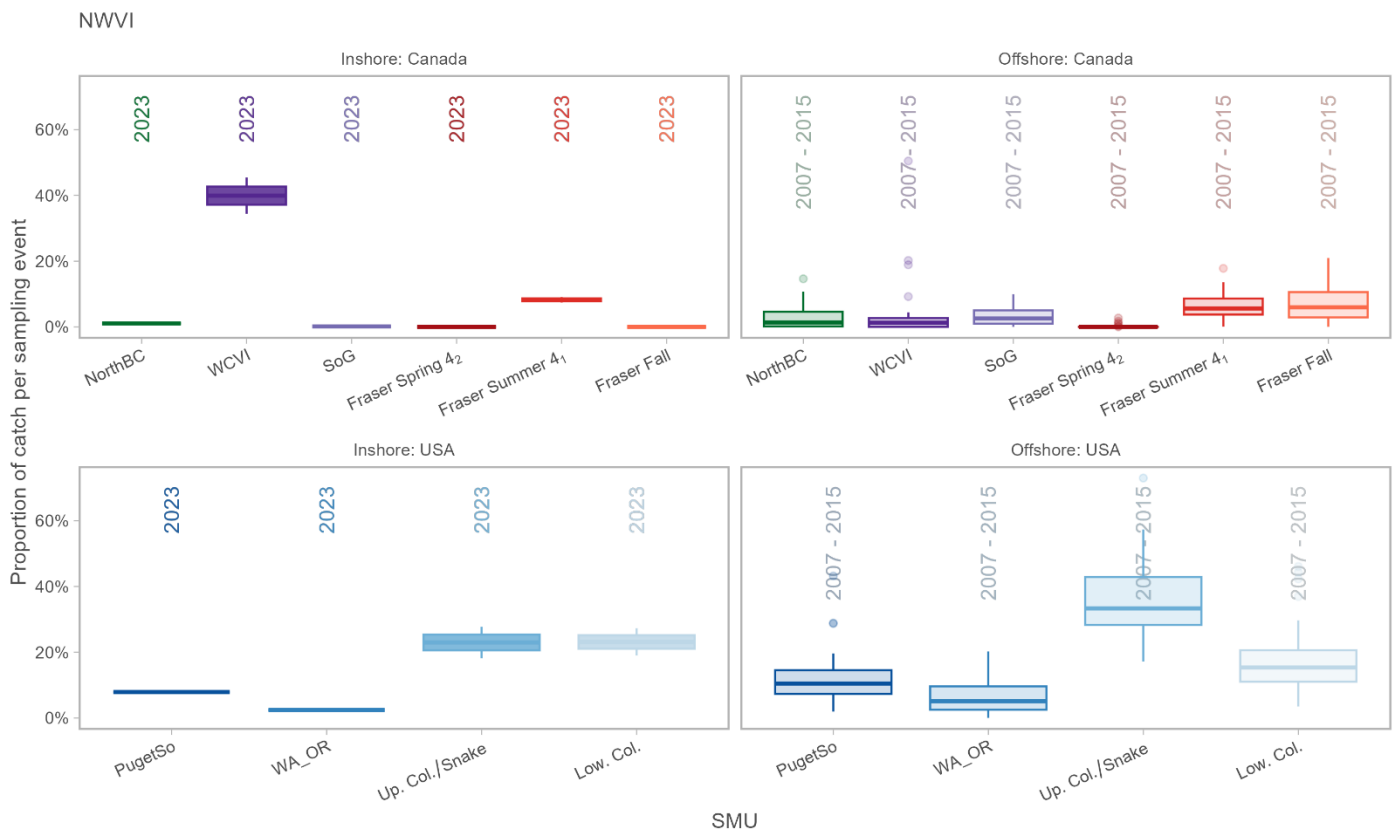 NWVI
Inshore: Canada
Offshore: Canada
2023 2023 2023 2023 2023 2023
2007 - 2015 2007 - 2015 2007 - 2015 2007 - 2015 2007 - 2015 2007 - 2015
60%
40%
20%
0%
NorthBC WCVI SoG Fraser Spring 4₂ Fraser Summer 4₁ Fraser Fall
NorthBC WCVI SoG Fraser Spring 4₂ Fraser Summer 4₁ Fraser Fall
Proportion of catch per sampling event
Inshore: USA
Offshore: USA
2023 2023 2023 2023
2007 - 2015 2007 - 2015 2007 - 2015 2007 - 2015
60%
40%
20%
0%
PugetSo WA_OR Up. Col./Snake Low. Col.
PugetSo WA_OR Up. Col./Snake Low. Col.
SMU